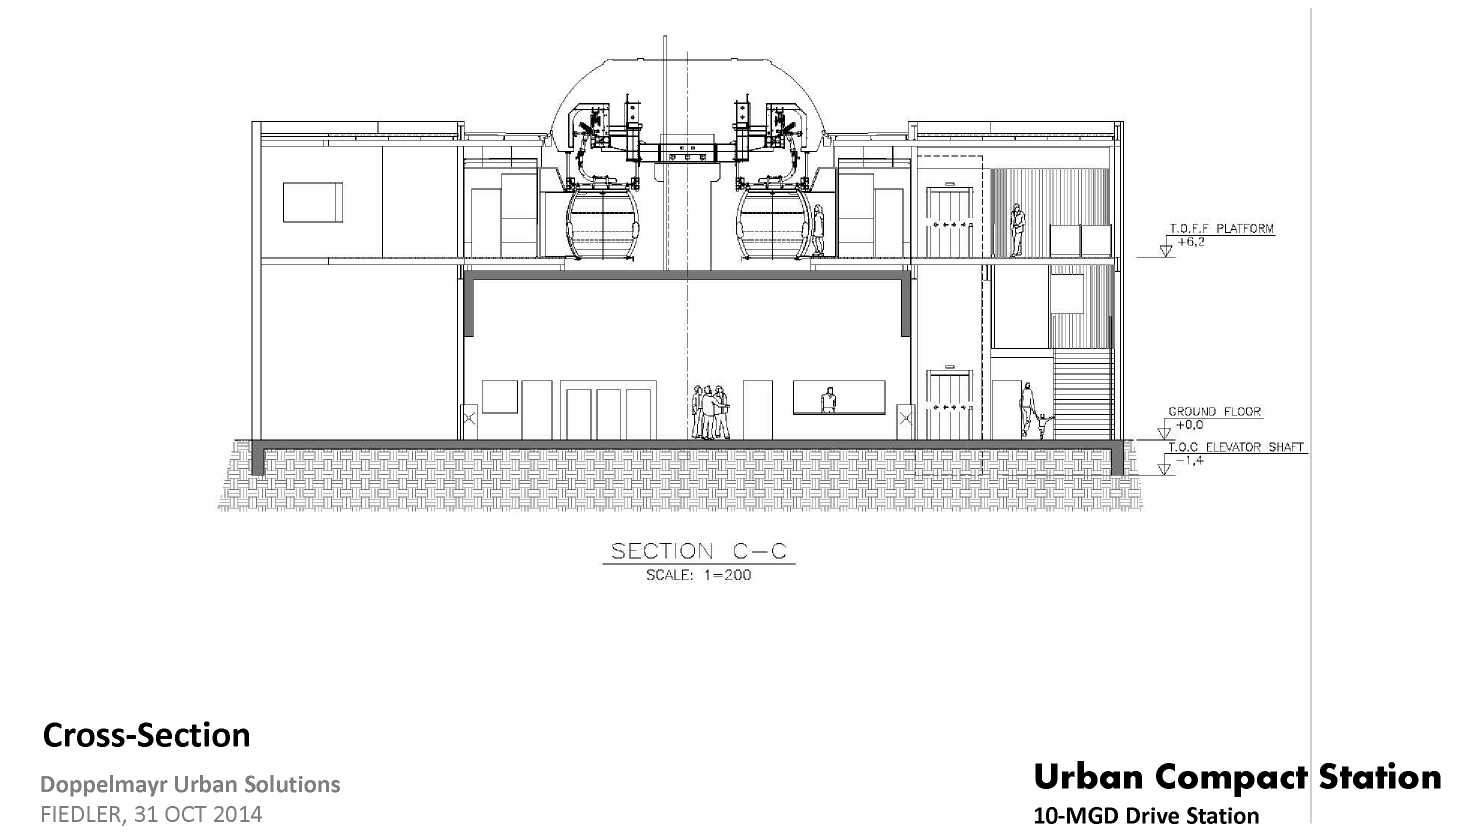 T.O.F.F PLATFORM
+6,2
GROUND FLOOR
+0,0
T.O.C ELEVATOR SHAFT
-1,4
SECTION C-C
SCALE: 1=200
Cross-Section
Doppelmayr Urban Solutions
FIEDLER, 31 OCT 2014
Urban Compact Station
10-MGD Drive Station